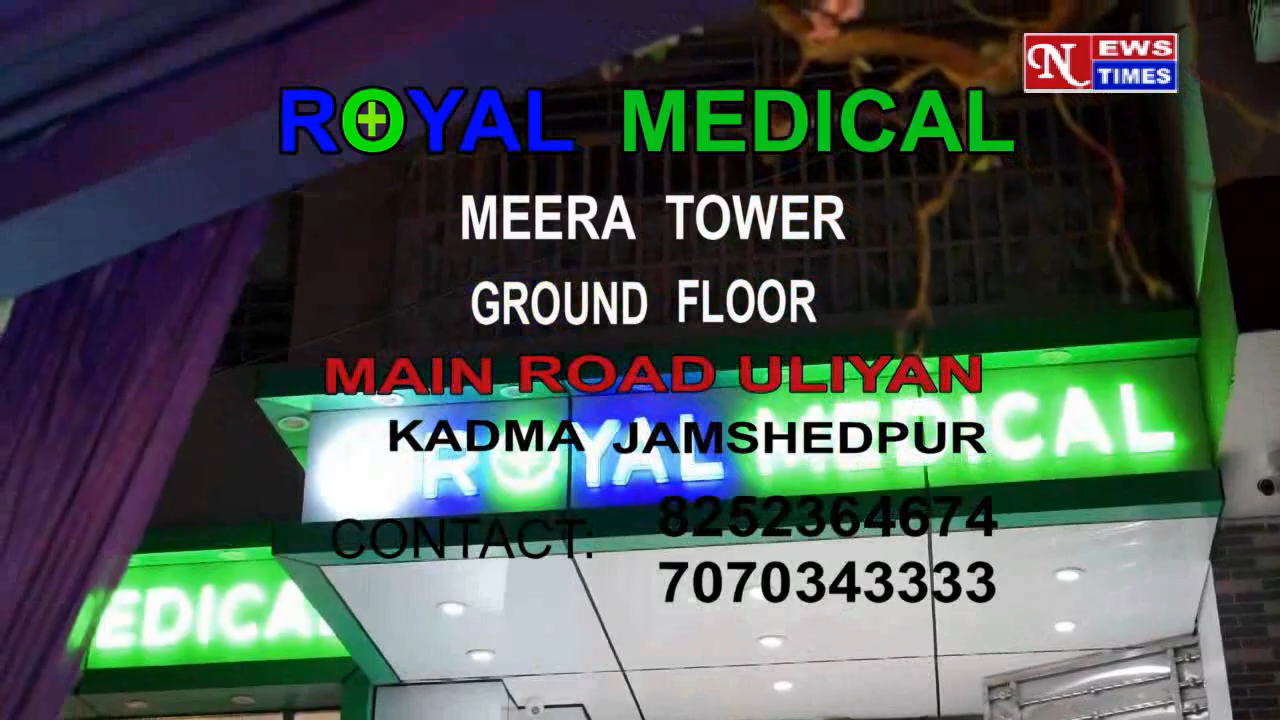 NEWS
TIMES
ROYAL MEDICAL
MEERA TOWER
GROUND FLOOR
MAIN ROAD ULIYAN
KADMA JAMSHEDPUR
ROYAL MEDICAL
CONTACT: 8252364674
7070343333
MEDICAL